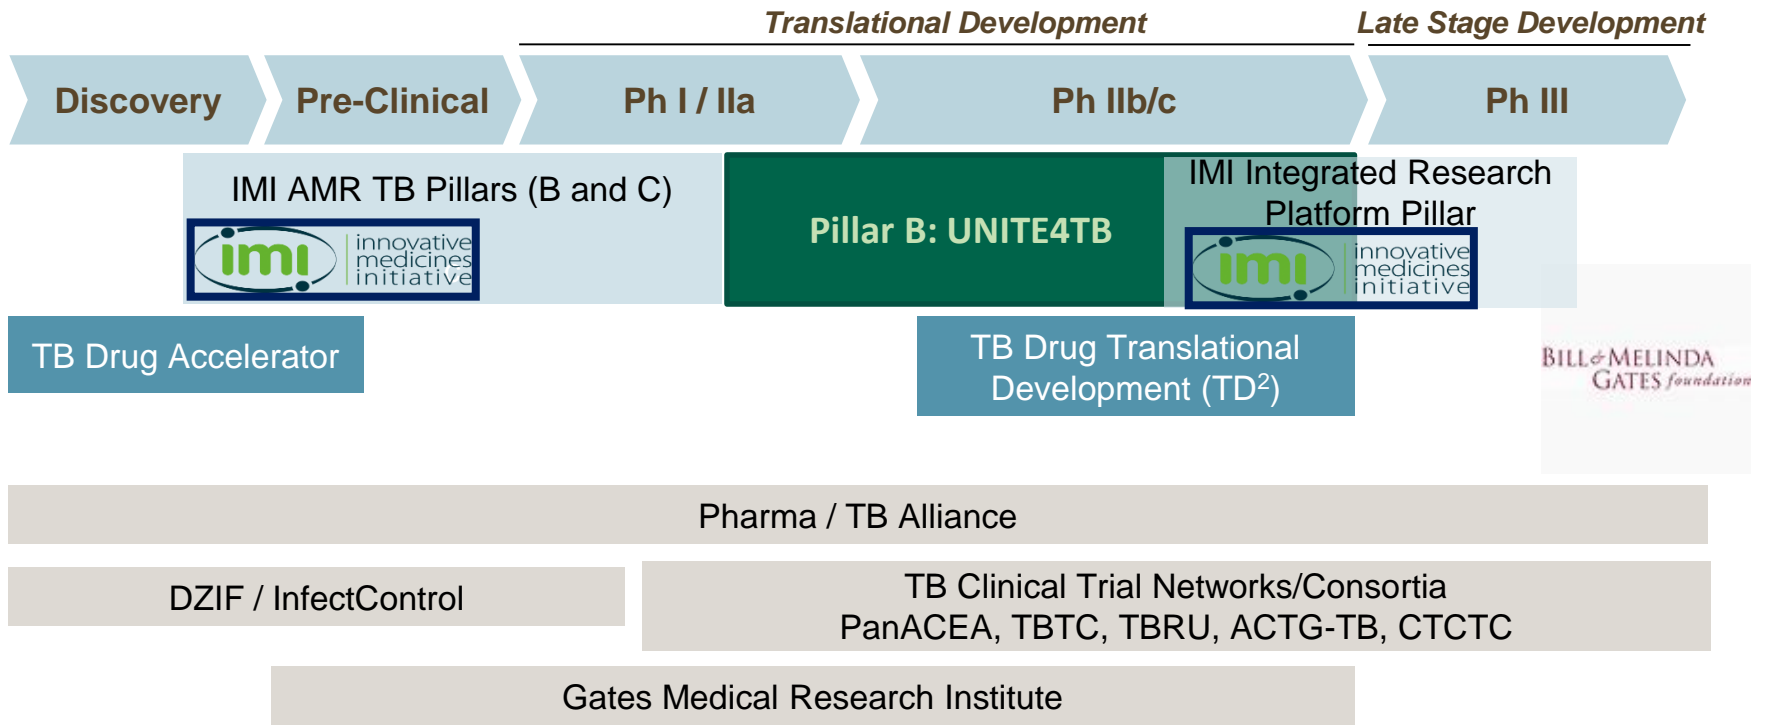 Translational Development
Late Stage Development
Discovery
Pre-Clinical
Ph I / IIa
Ph IIb/c
Ph III
IMI AMR TB Pillars (B and C)
imi
innovative
medicines
initiative
Pillar B: UNITE4TB
IMI Integrated Research
Platform Pillar
imi
innovative
medicines
initiative
TB Drug Accelerator
TB Drug Translational
Development (TD²)
BILL & MELINDA
GATES foundation
Pharma / TB Alliance
DZIF / InfectControl
TB Clinical Trial Networks/Consortia
PanACEA, TBTC, TBRU, ACTG-TB, CTCTC
Gates Medical Research Institute